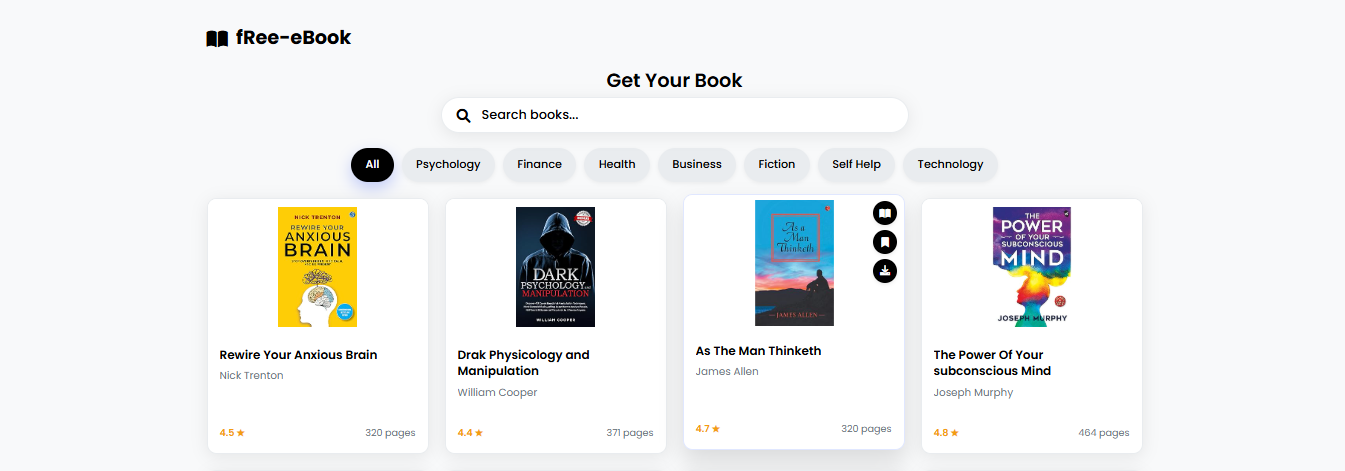 fRee-eBook
Get Your Book
Search books...
All
Psychology
Finance
Health
Business
Fiction
Self Help
Technology
NICK TRENTON
REWIRE YOUR
ANXIOUS
BRAIN
DARK
PSYCHOLOGY AND
MANIPULATION
WILLIAM COOPER
As a
Man
Thinketh
JAMES ALLEN
THE
POWER
OF YOUR
SUBCONSCIOUS
MIND
JOSEPH MURPHY
Rewire Your Anxious Brain
Nick Trenton
4.5
320 pages
Drak Physicology and
Manipulation
William Cooper
4.4
371 pages
As The Man Thinketh
James Allen
4.7
320 pages
The Power Of Your
subconscious Mind
Joseph Murphy
4.8
464 pages